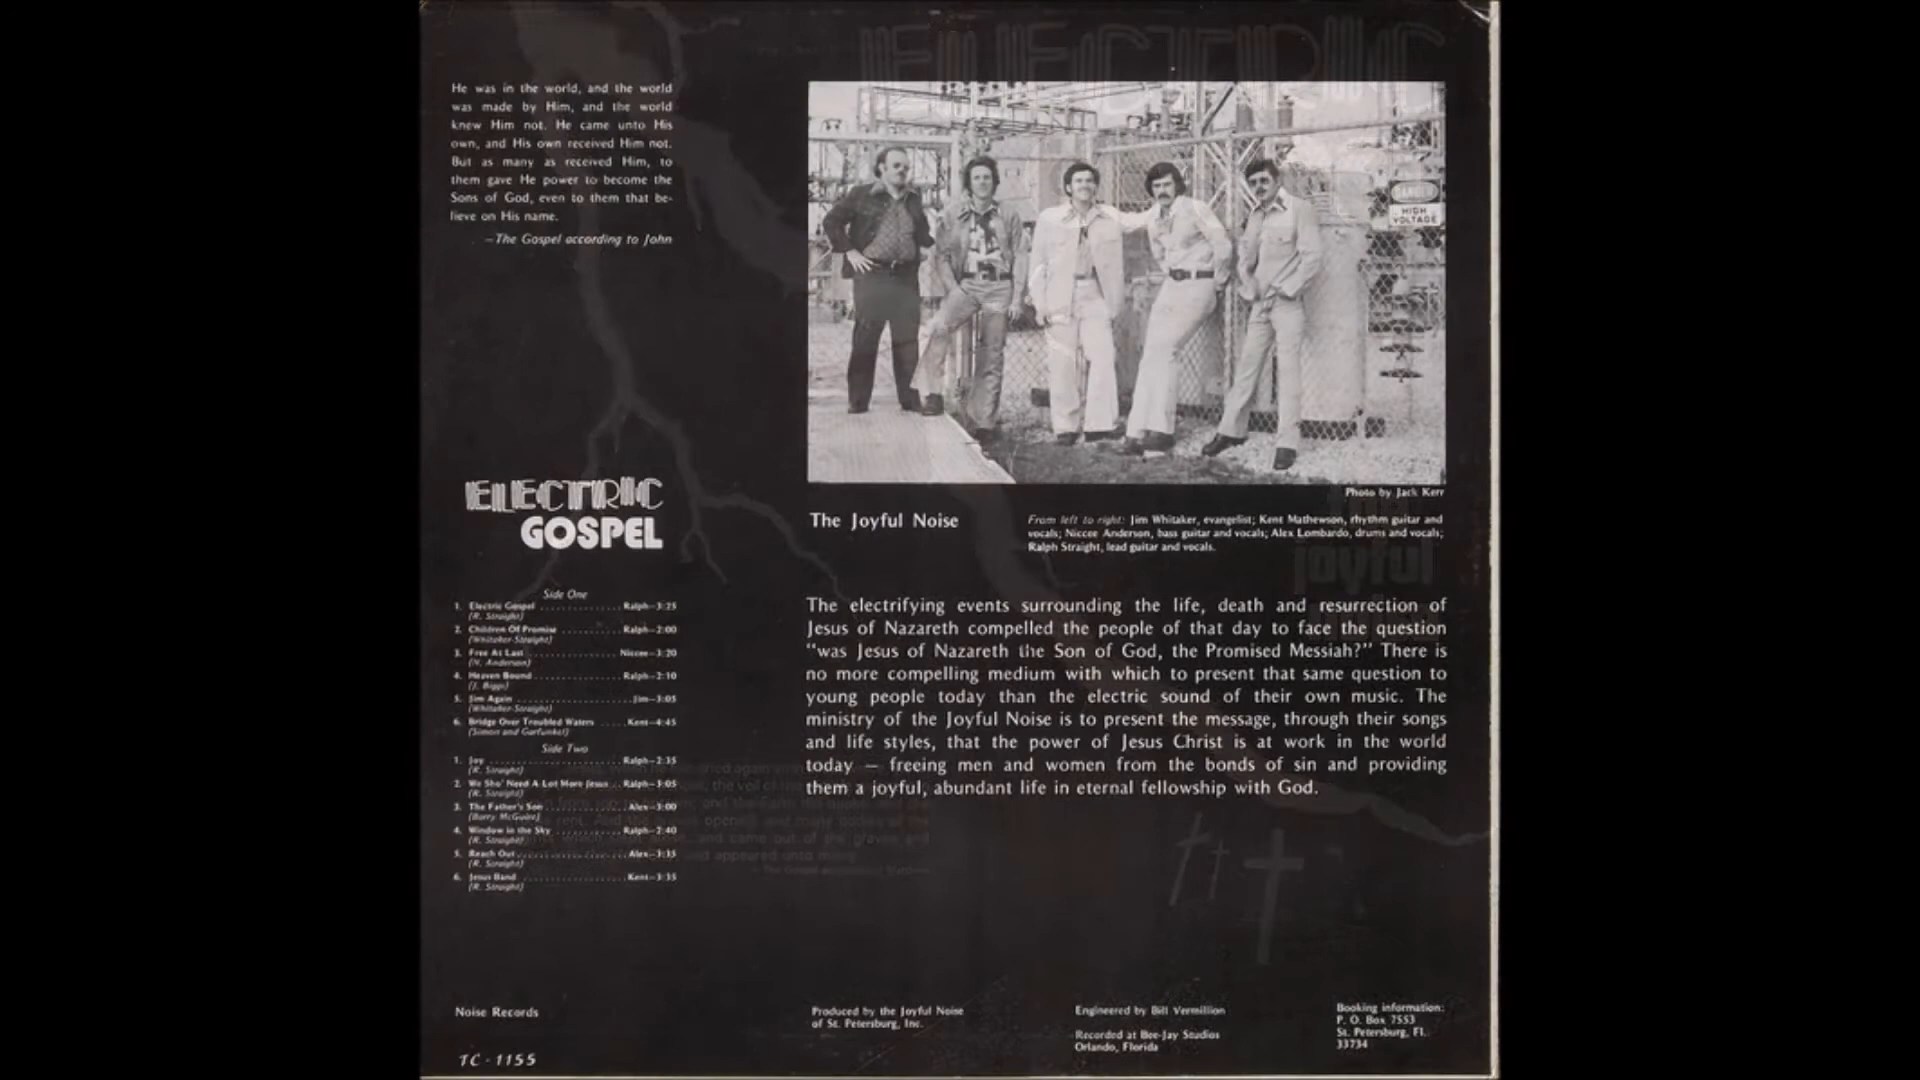 He was in the world, and the world
was made by Him, and the world
knew Him not. He came unto His
own, and His own received Him not.
But as many as received Him, to
them gave He power to become the
Sons of God, even to them that be-
lieve on His name.
—The Gospel according to John
ELECTRIC
GOSPEL
Side One
1. Electric Gospel .............. Ralph—3:25
(R. Straight)
2. Children Of Promise .......... Ralph—2:00
(Whitaker-Straight)
3. Free At Last ................ Niccee—3:20
(N. Anderson)
4. Heaven Bound ................ Ralph—2:10
(J. Biggs)
5. Jim Again .................... Jim—3:05
(Whitaker-Straight)
6. Bridge Over Troubled Waters ..... Kent—4:45
(Simon and Garfunkel)
Side Two
1. Joy ........................ Ralph—2:35
(R. Straight)
2. We Sho' Need A Lot More Jesus ... Ralph—3:05
(R. Straight)
3. The Father's Son .............. Alex—3:00
(Barry McGuire)
4. Window in the Sky ............ Ralph—2:40
(R. Straight)
5. Reach Out .................... Alex—3:35
(R. Straight)
6. Jesus Band .................. Kent—3:35
(R. Straight)
ELECTRIC
DANGER
HIGH
VOLTAGE
Photo by Jack Kerr
The Joyful Noise
From left to right: Jim Whitaker, evangelist; Kent Mathewson, rhythm guitar and
vocals; Niccee Anderson, bass guitar and vocals; Alex Lombardo, drums and vocals;
Ralph Straight, lead guitar and vocals.
joyful
The electrifying events surrounding the life, death and resurrection of
Jesus of Nazareth compelled the people of that day to face the question
“was Jesus of Nazareth the Son of God, the Promised Messiah?” There is
no more compelling medium with which to present that same question to
young people today than the electric sound of their own music. The
ministry of the Joyful Noise is to present the message, through their songs
and life styles, that the power of Jesus Christ is at work in the world
today — freeing men and women from the bonds of sin and providing
them a joyful, abundant life in eternal fellowship with God.
Noise Records
TC-1155
Produced by the Joyful Noise
of St. Petersburg, Inc.
Engineered by Bill Vermillion
Recorded at Bee-Jay Studios
Orlando, Florida
Booking information:
P. O. Box 7553
St. Petersburg, Fl.
33734